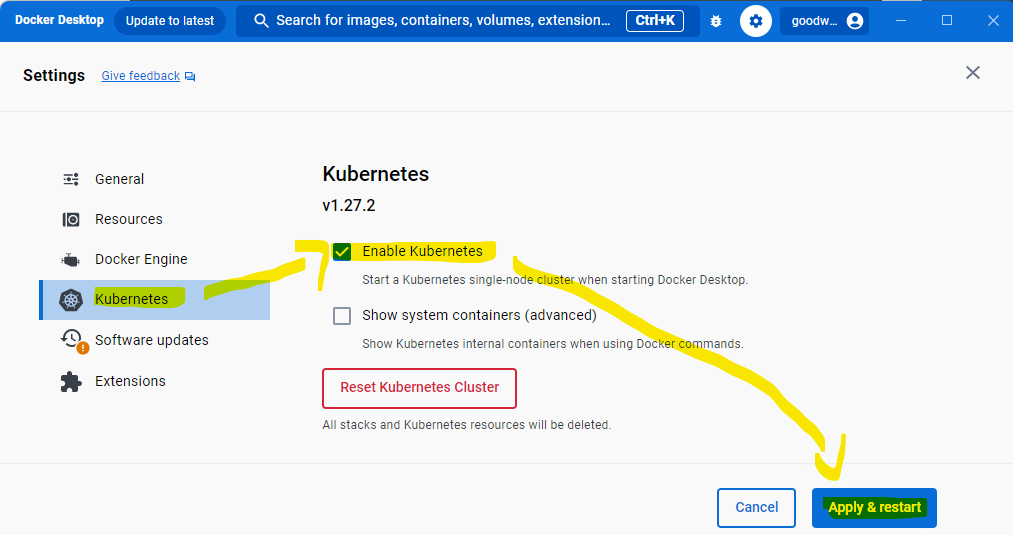 Docker Desktop Update to latest Search for images, containers, volumes, extension... Ctrl+K goodw...
Settings Give feedback
General
Resources
Docker Engine
Kubernetes
Software updates
Extensions
Kubernetes
v1.27.2
Enable Kubernetes
Start a Kubernetes single-node cluster when starting Docker Desktop.
Show system containers (advanced)
Show Kubernetes internal containers when using Docker commands.
Reset Kubernetes Cluster
All stacks and Kubernetes resources will be deleted.
Cancel Apply & restart